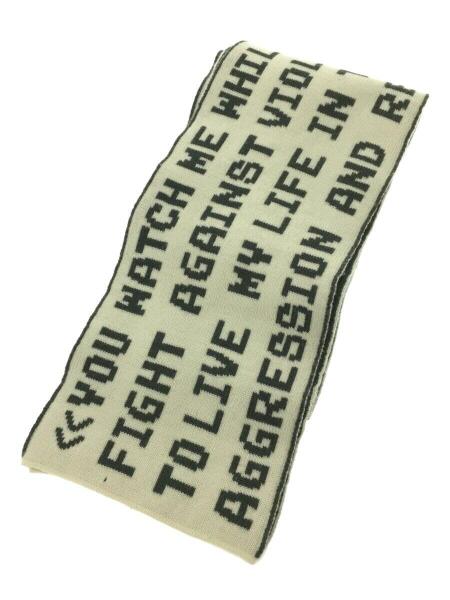 «YOU WATCH ME WHIL
FIGHT AGAINST VIOL
TO LIVE MY LIFE IN
AGGRESSION AND